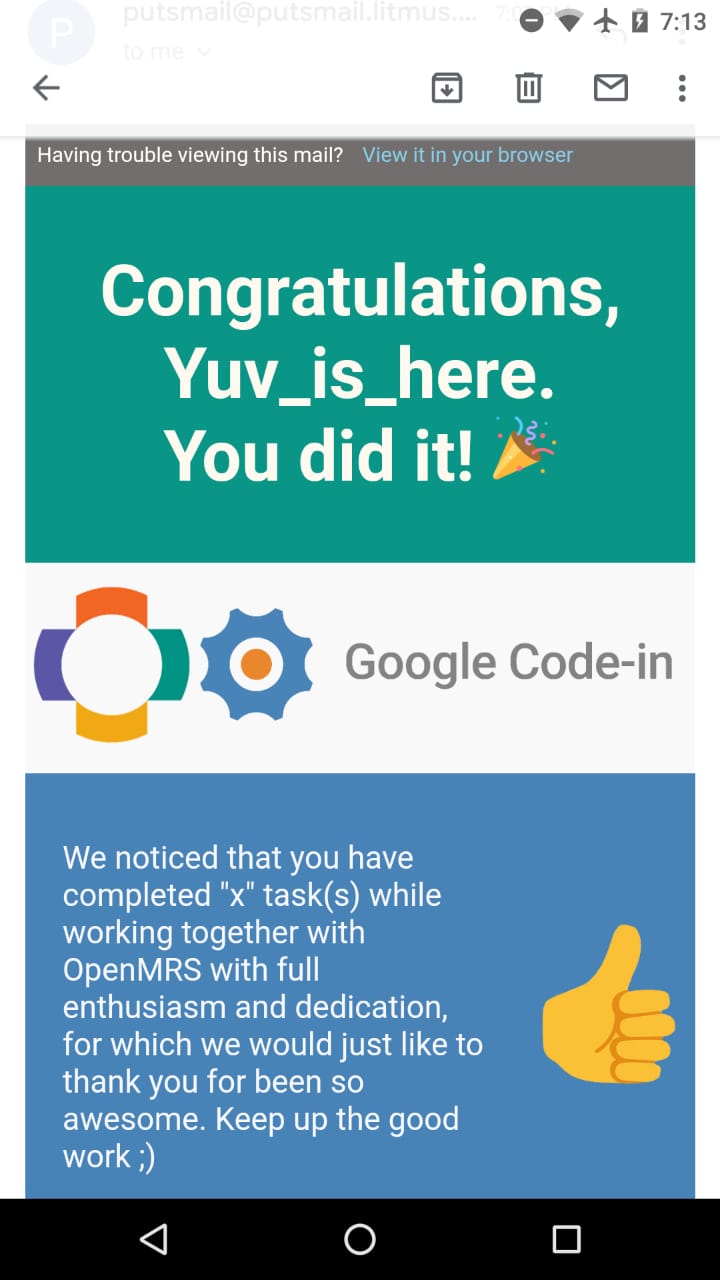 P
putsmail@putsmail.litmus....
7:13
to me
Having trouble viewing this mail? View it in your browser
Congratulations,
Yuv_is_here.
You did it! 🎉
Google Code-in
We noticed that you have
completed "x" task(s) while
working together with
OpenMRS with full
enthusiasm and dedication,
for which we would just like to
thank you for been so
awesome. Keep up the good
work ;)